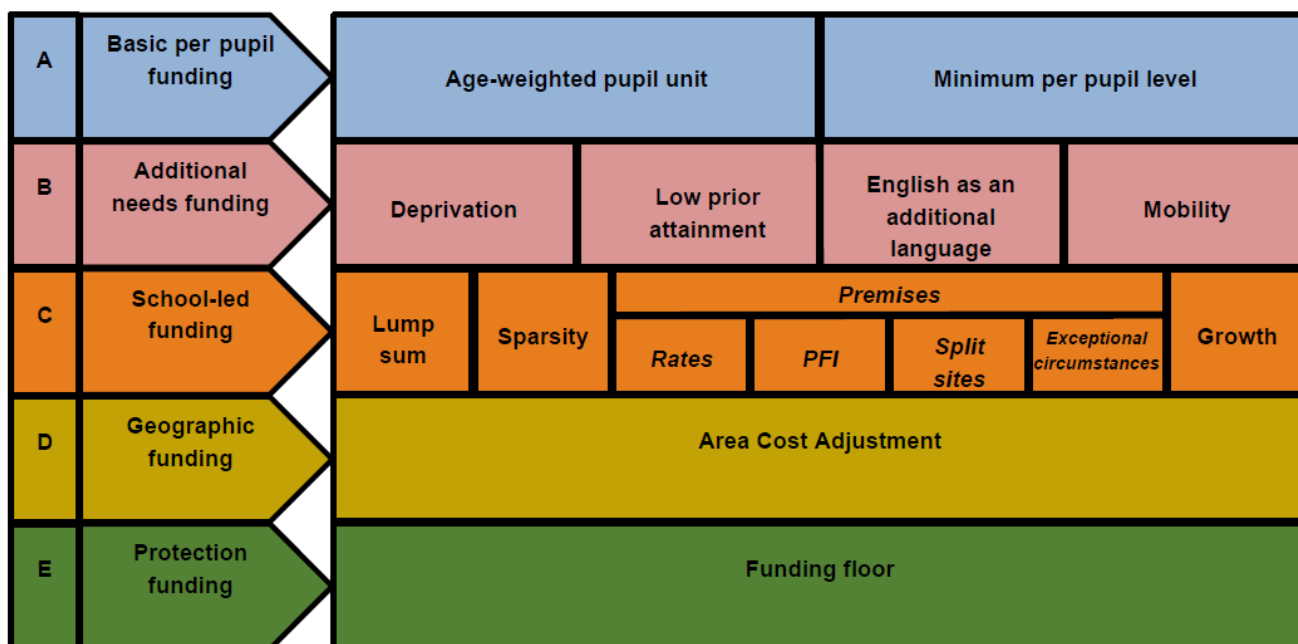 A
Basic per pupil
funding
Age-weighted pupil unit
Minimum per pupil level
B
Additional
needs funding
Deprivation
Low prior
attainment
English as an
additional
language
Mobility
C
School-led
funding
Lump
sum
Sparsity
Premises
Rates
PFI
Split
sites
Exceptional
circumstances
Growth
D
Geographic
funding
Area Cost Adjustment
E
Protection
funding
Funding floor